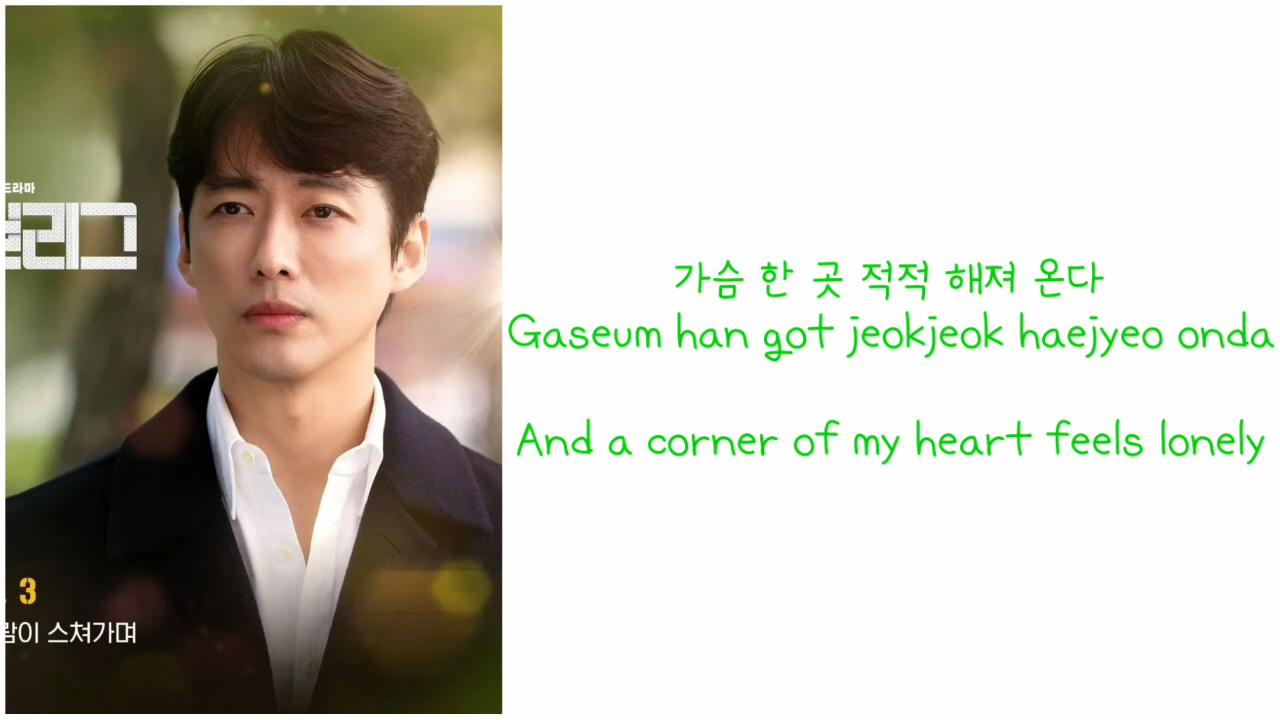 드라마
리그
3
람이 스쳐가며
가슴 한 곳 적적 해져 온다
Gaseum han got jeokjeok haejyeo onda
And a corner of my heart feels lonely